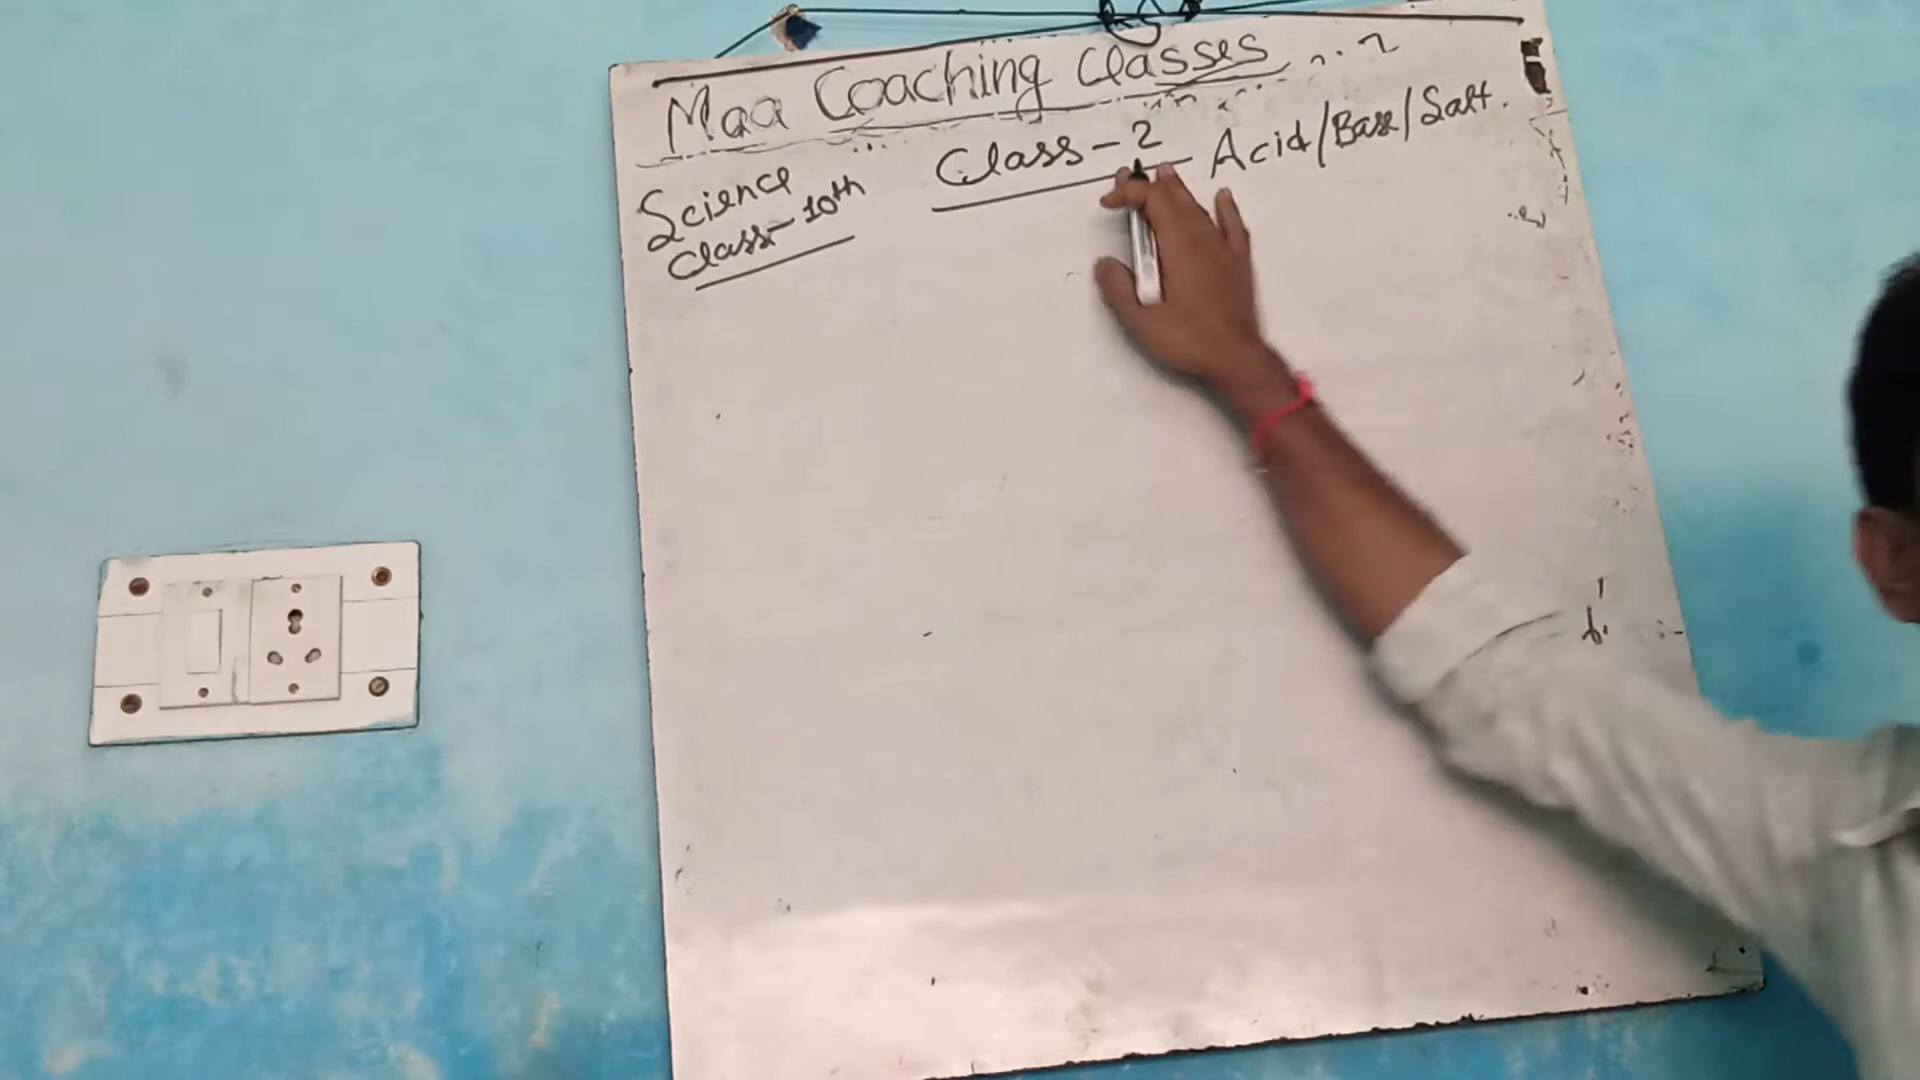 Maa Coaching Classes
Class-2 Acid/Base/Salt.
Science
Class-10th